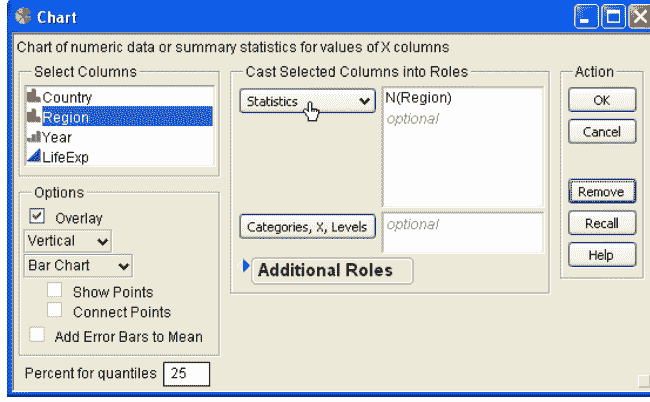 Chart
Chart of numeric data or summary statistics for values of X columns
Select Columns
Country
Region
Year
LifeExp
Options
Overlay
Vertical
Bar Chart
Show Points
Connect Points
Add Error Bars to Mean
Percent for quantiles 25
Cast Selected Columns into Roles
Statistics
N(Region)
optional
Categories, X, Levels
optional
Additional Roles
Action
OK
Cancel
Remove
Recall
Help